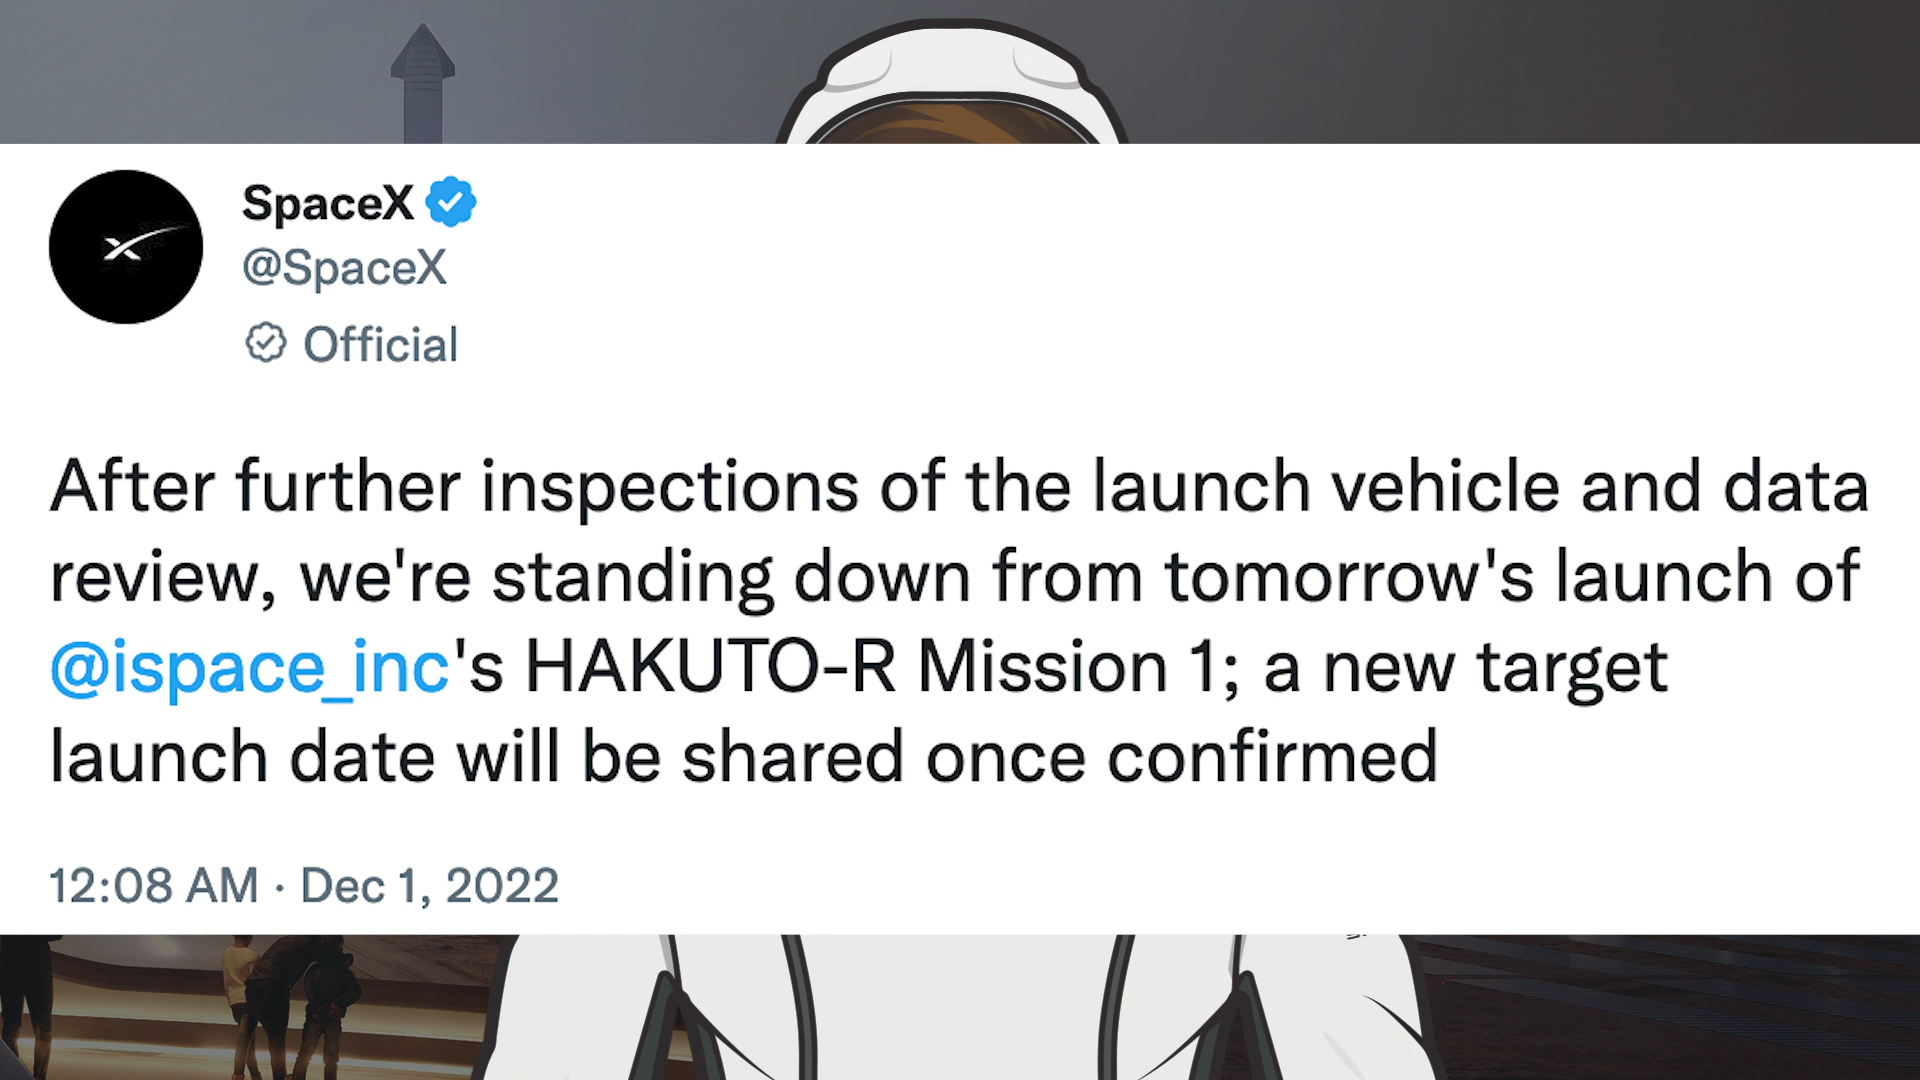 SpaceX
@SpaceX
Official
After further inspections of the launch vehicle and data
review, we're standing down from tomorrow's launch of
@ispace_inc's HAKUTO-R Mission 1; a new target
launch date will be shared once confirmed
12:08 AM · Dec 1, 2022